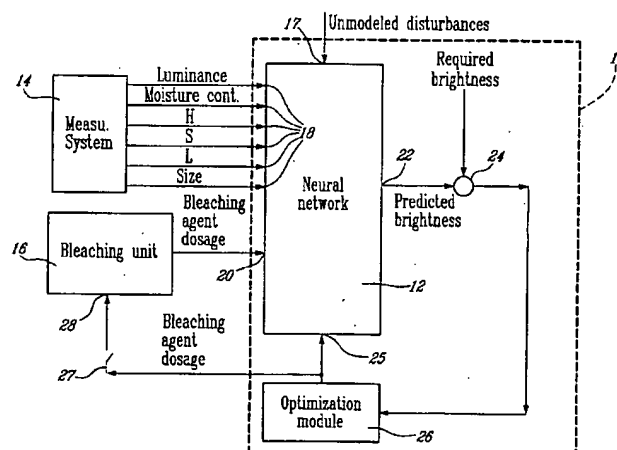 Unmodeled disturbances
17
14
Measu.
System
Luminance
Moisture cont.
H
S
L
Size
18
Required
brightness
24
22
Predicted
brightness
Neural
network
12
Bleaching
agent
dosage
16
Bleaching unit
20
28
27
Bleaching
agent
dosage
25
Optimization
module
26